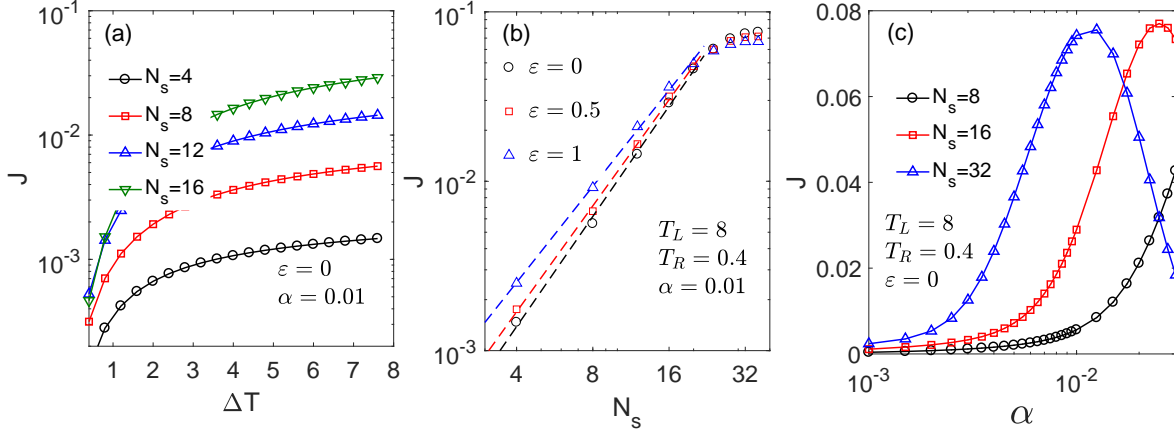 (a)
J
10^-1
10^-2
10^-3
N_s=4
N_s=8
N_s=12
N_s=16
ε = 0
α = 0.01
1 2 3 4 5 6 7 8
ΔT
(b)
J
10^-1
10^-2
10^-3
ε = 0
ε = 0.5
ε = 1
T_L = 8
T_R = 0.4
α = 0.01
4 8 16 32
N_s
(c)
J
0.08
0.06
0.04
0.02
0
N_s=8
N_s=16
N_s=32
T_L = 8
T_R = 0.4
ε = 0
10^-3 10^-2
α